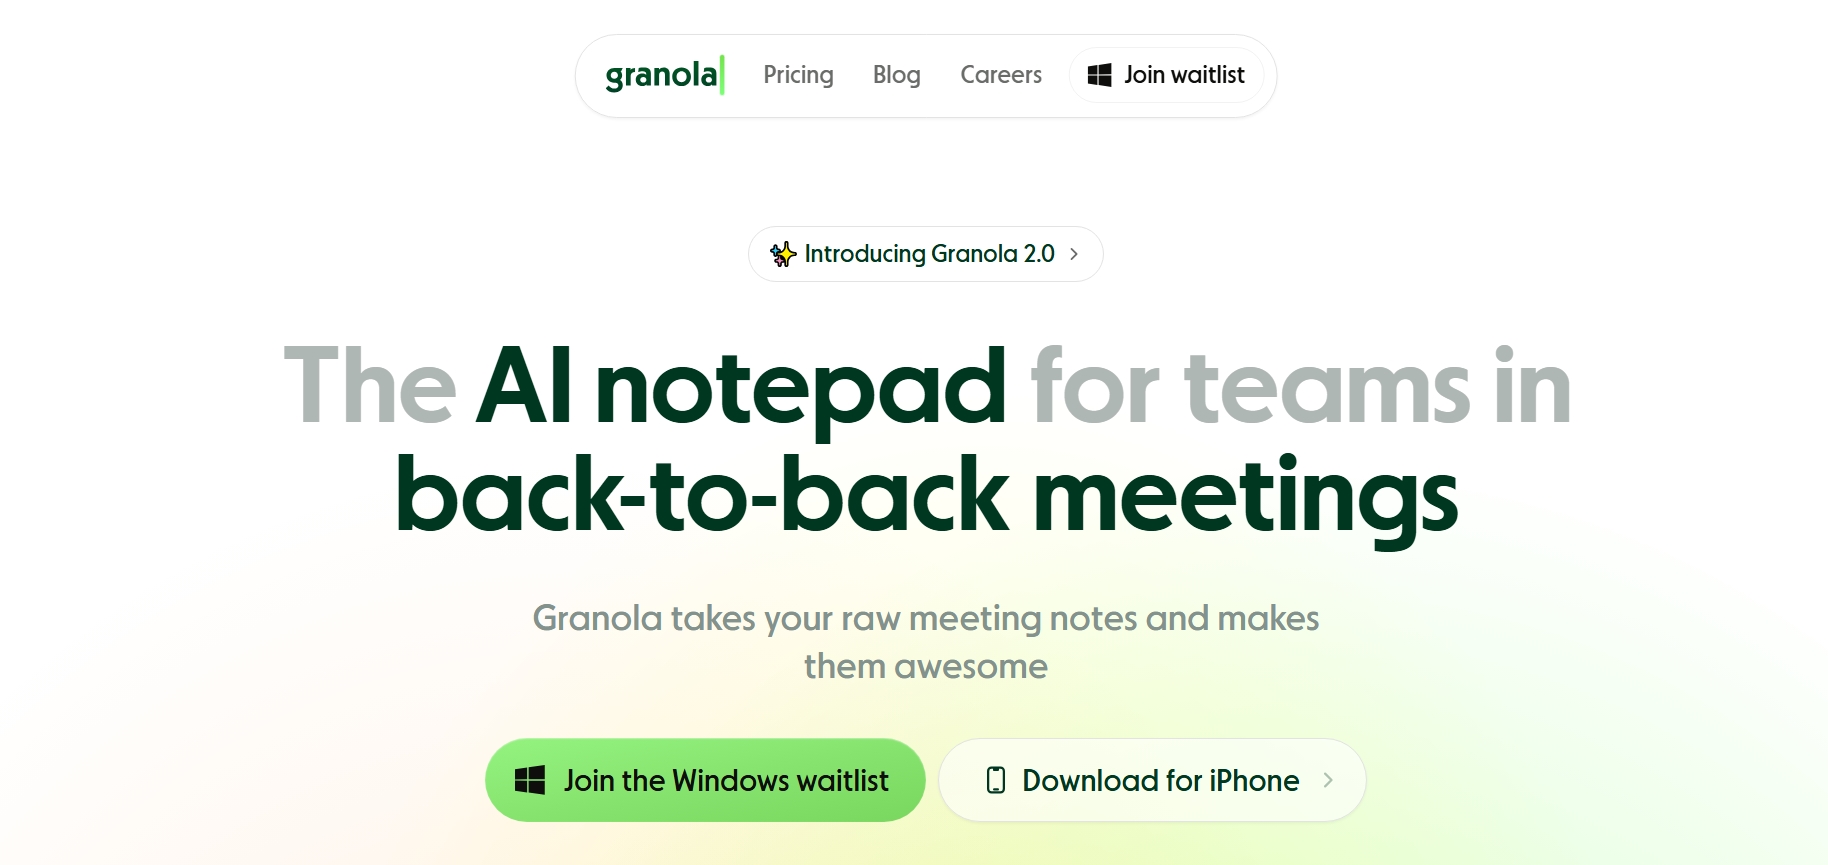 granola
Pricing
Blog
Careers
Join waitlist
Introducing Granola 2.0
The AI notepad for teams in
back-to-back meetings
Granola takes your raw meeting notes and makes
them awesome
Join the Windows waitlist
Download for iPhone